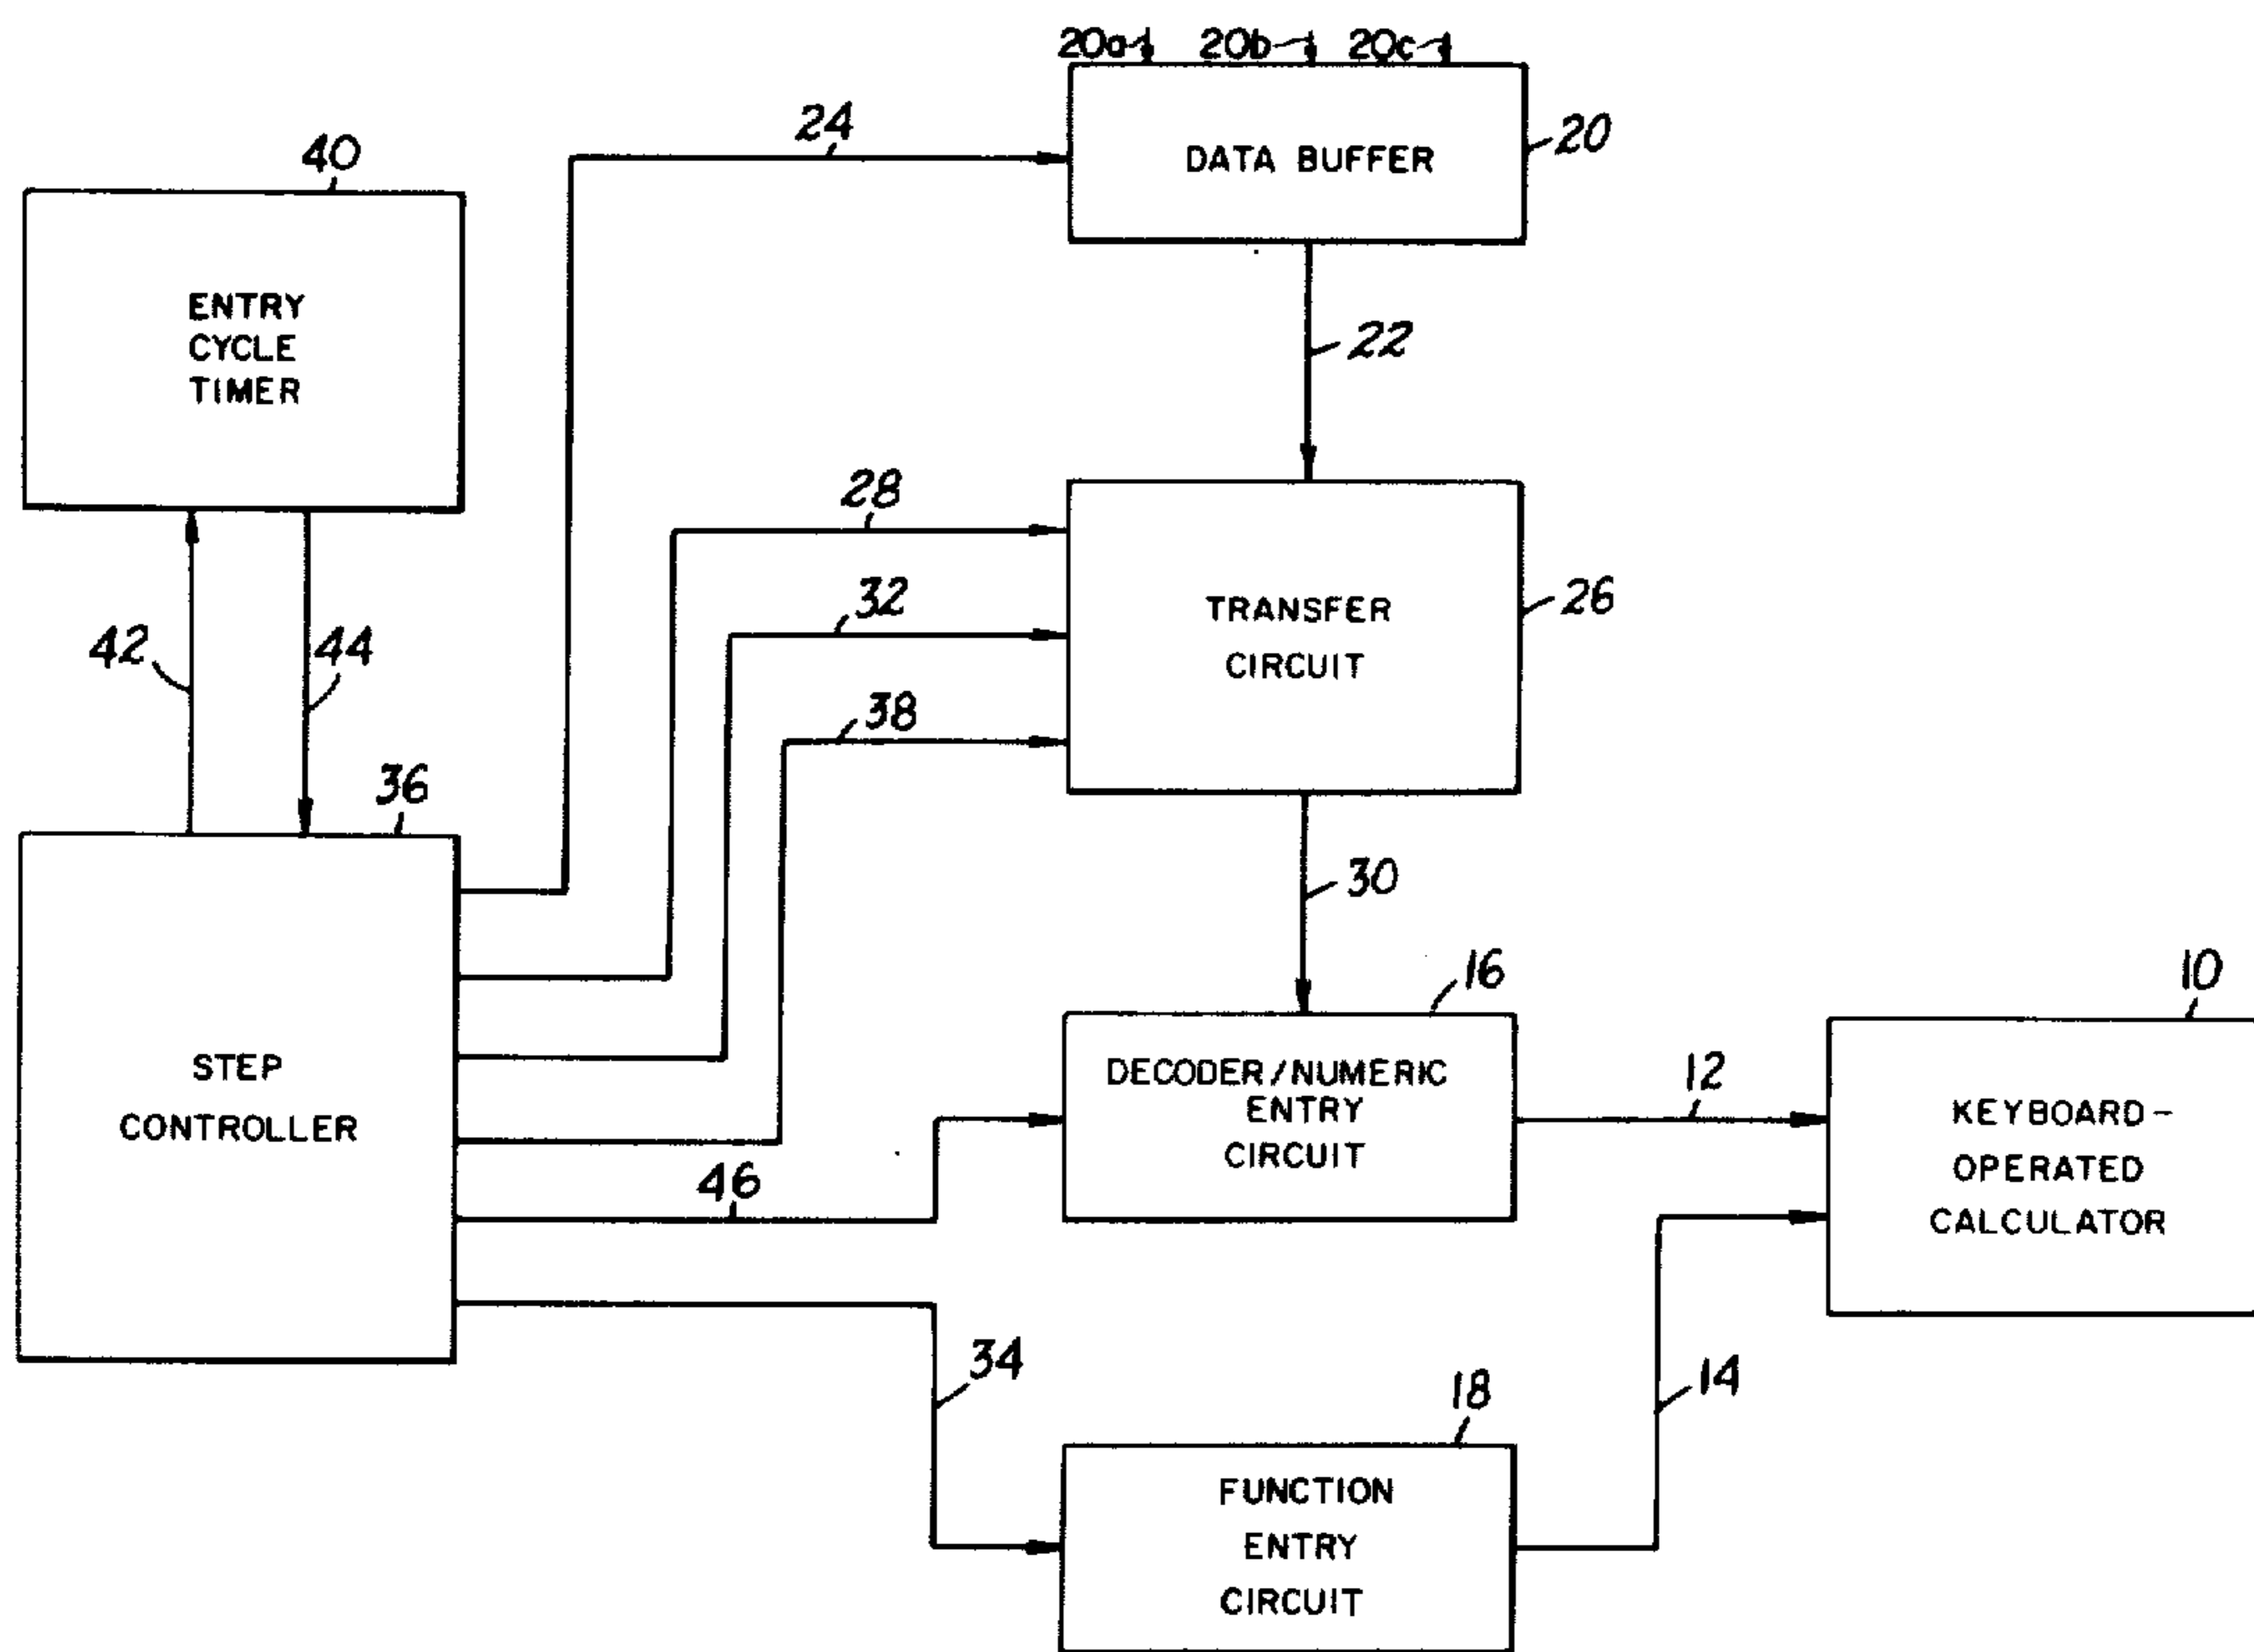 20a 20b 20c
24
DATA BUFFER
20
40
ENTRY
CYCLE
TIMER
22
28
32
TRANSFER
CIRCUIT
26
42
44
38
36
30
16
10
STEP
CONTROLLER
DECODER/NUMERIC
ENTRY
CIRCUIT
12
KEYBOARD-
OPERATED
CALCULATOR
46
34
18
14
FUNCTION
ENTRY
CIRCUIT